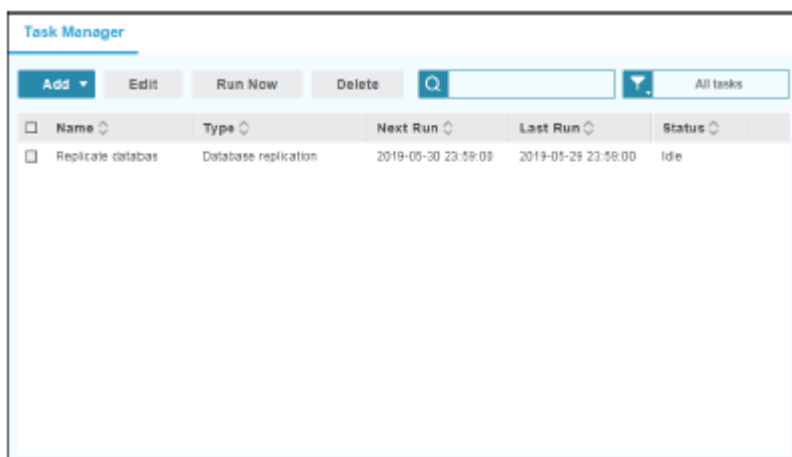 Task Manager
Add Edit Run Now Delete All tasks
Name Type Next Run Last Run Status
Replicate databas Database replication 2019-05-30 23:59:00 2019-05-29 23:59:00 Idle